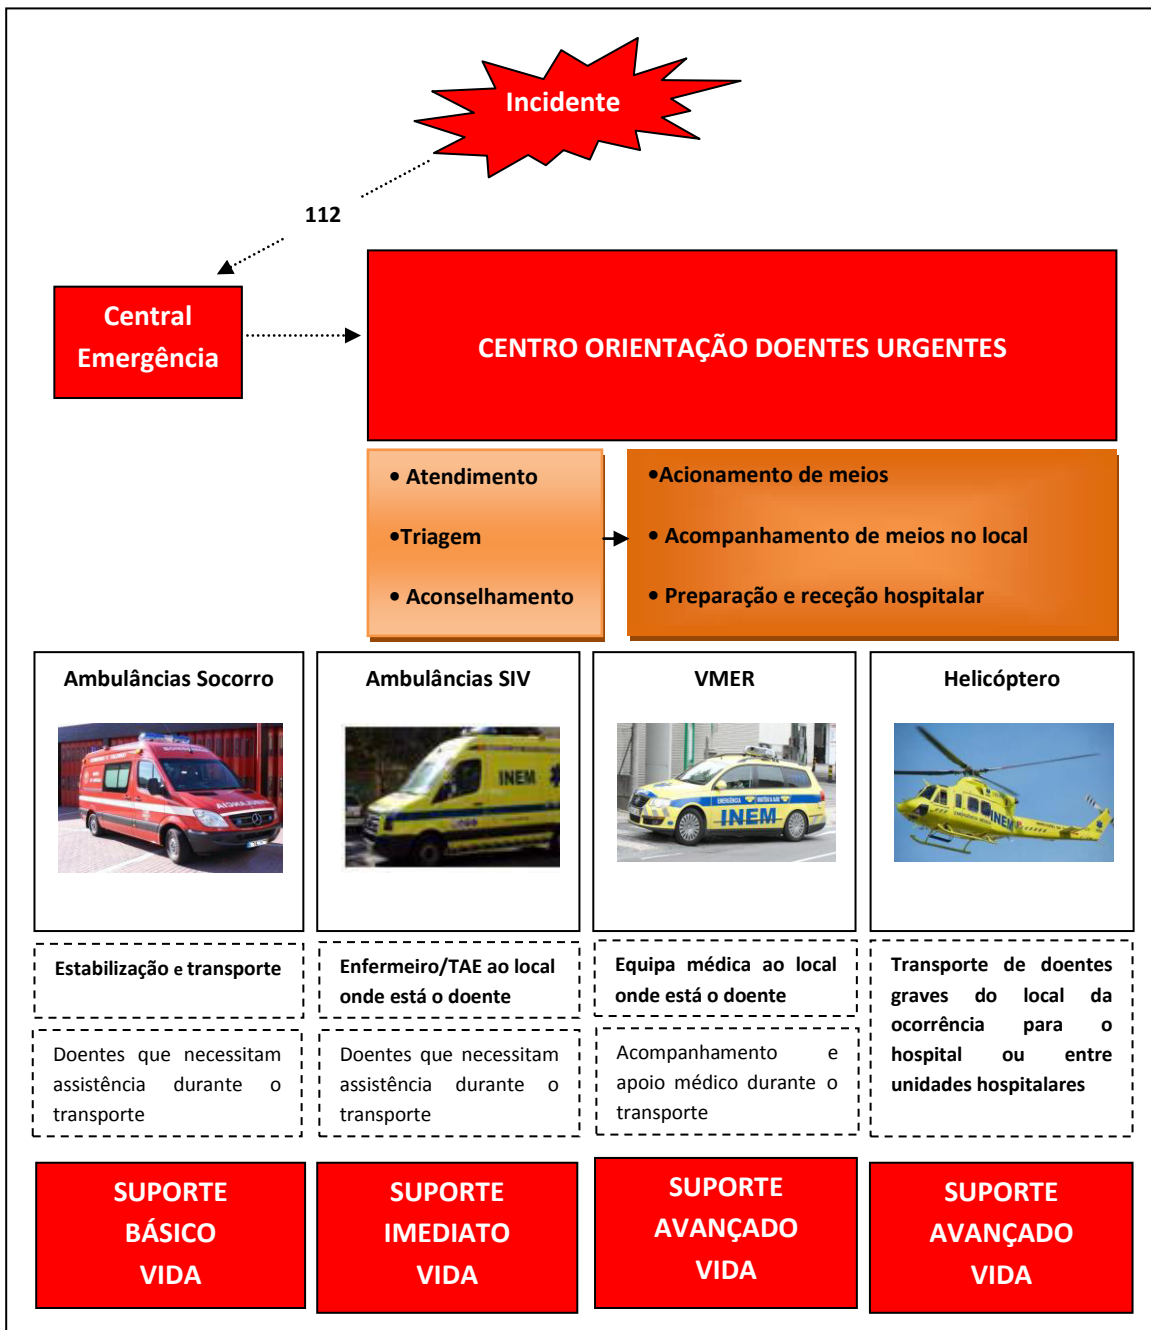 Incidente
112
Central
Emergência
CENTRO ORIENTAÇÃO DOENTES URGENTES
• Atendimento
•Triagem
• Aconselhamento
•Acionamento de meios
• Acompanhamento de meios no local
• Preparação e receção hospitalar
Ambulâncias Socorro
Ambulâncias SIV
INEM
VMER
INEM
Helicóptero
INEM
Estabilização e transporte
Doentes que necessitam
assistência durante o
transporte
Enfermeiro/TAE ao local
onde está o doente
Doentes que necessitam
assistência durante o
transporte
Equipa médica ao local
onde está o doente
Acompanhamento e
apoio médico durante o
transporte
Transporte de doentes
graves do local da
ocorrência para o
hospital ou entre
unidades hospitalares
SUPORTE
BÁSICO
VIDA
SUPORTE
IMEDIATO
VIDA
SUPORTE
AVANÇADO
VIDA
SUPORTE
AVANÇADO
VIDA